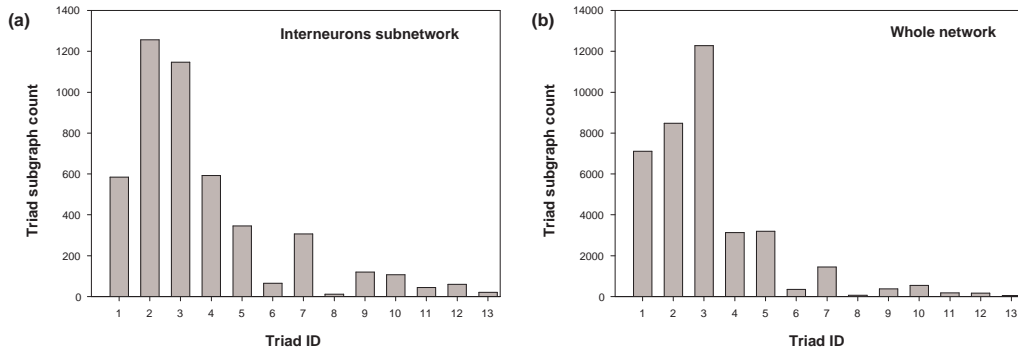 (a)
Interneurons subnetwork
Triad subgraph count
1400
1200
1000
800
600
400
200
0
1 2 3 4 5 6 7 8 9 10 11 12 13
Triad ID
(b)
Whole network
Triad subgraph count
14000
12000
10000
8000
6000
4000
2000
0
1 2 3 4 5 6 7 8 9 10 11 12 13
Triad ID